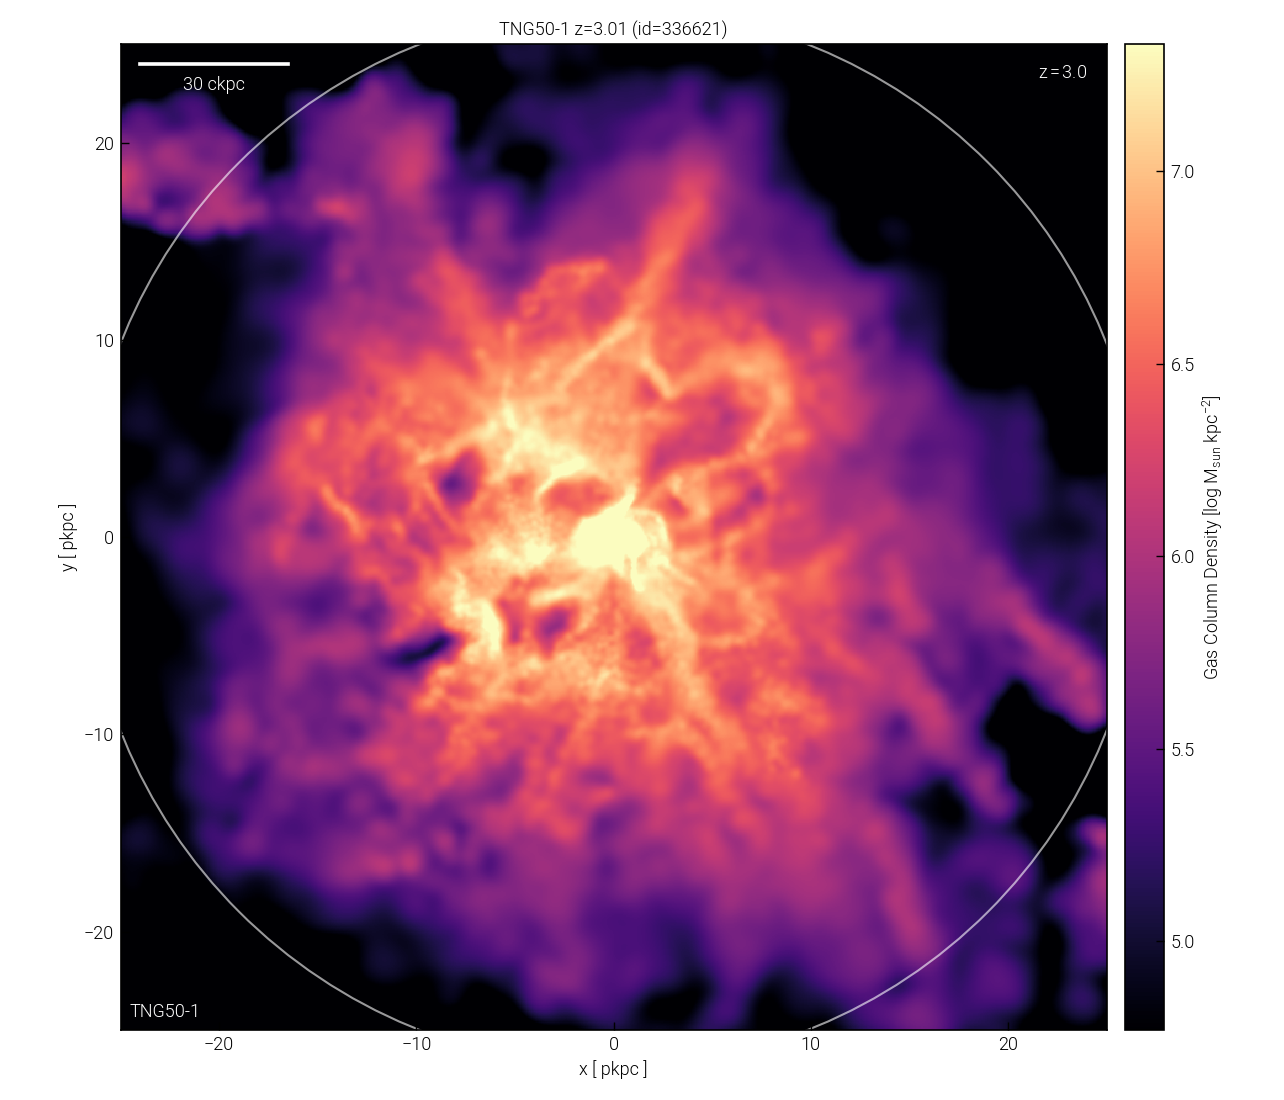 TNG50-1 z=3.01 (id=336621)
30 ckpc
z=3.0
TNG50-1
20
10
0
−10
−20
y [ pkpc ]
−20
−10
0
10
20
x [ pkpc ]
7.0
6.5
6.0
5.5
5.0
Gas Column Density [log Msun kpc−2]